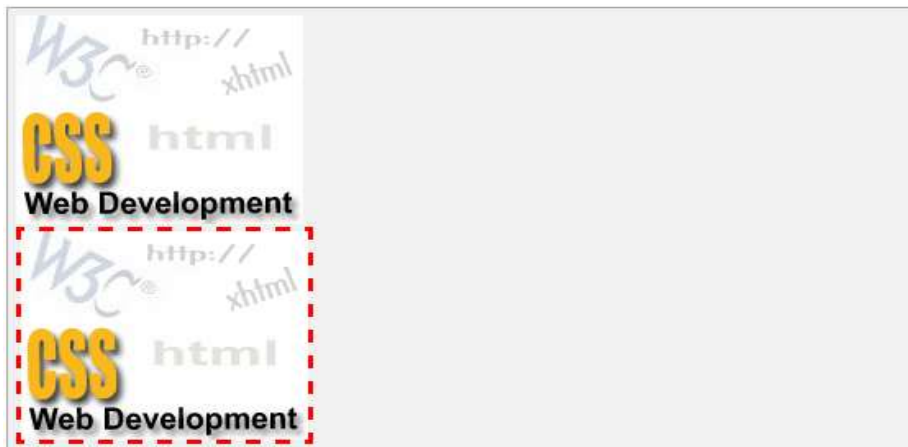 W3C®
http://
xhtml
CSS
html
Web Development
W3C®
http://
xhtml
CSS
html
Web Development